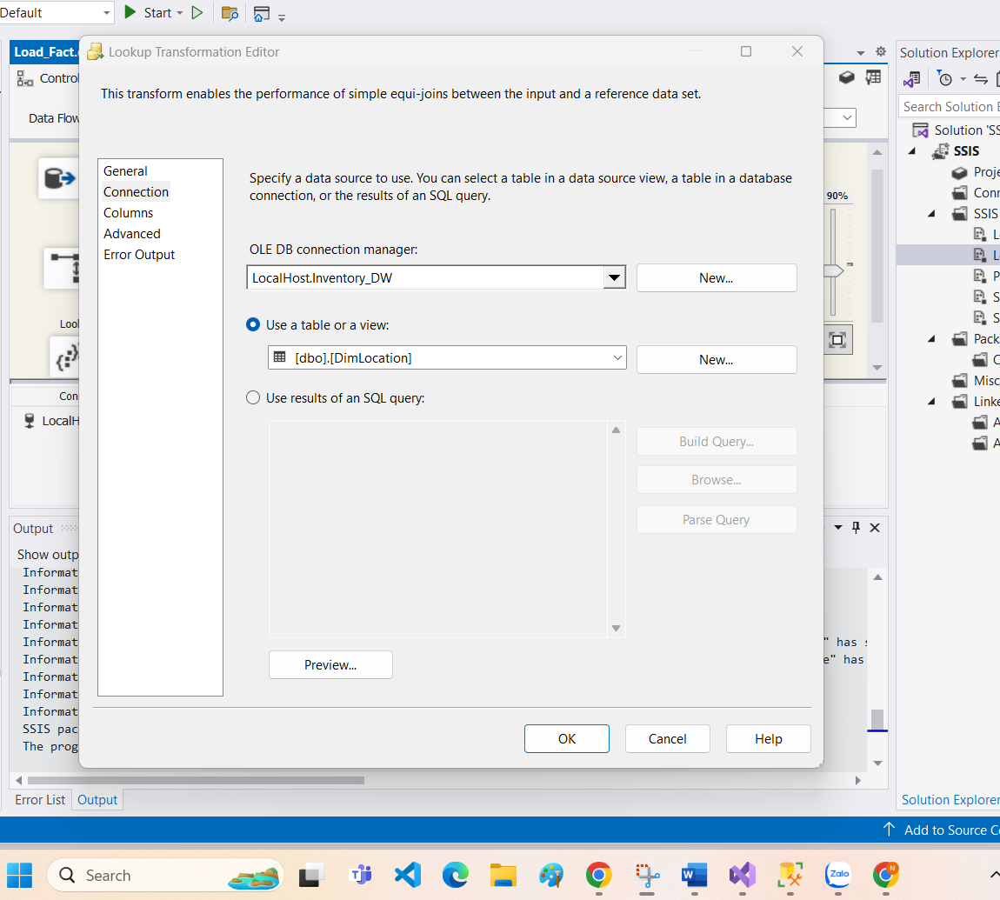 Default
Start
Load_Fact.
Lookup Transformation Editor
Solution Explorer
Control
This transform enables the performance of simple equi-joins between the input and a reference data set.
Search Solution E
Data Flow
Solution 'SS
SSIS
General
Connection
Columns
Advanced
Error Output
Specify a data source to use. You can select a table in a data source view, a table in a database
connection, or the results of an SQL query.
Proje
Conn
90%
SSIS
OLE DB connection manager:
LocalHost.Inventory_DW
New...
Use a table or a view:
Look
[dbo].[DimLocation]
New...
Pack
Misc
Use results of an SQL query:
Con
Linke
LocalH
Build Query...
Browse...
Parse Query
Output
Show outp
Informat
Informat
Informat
Informat
Informat
" has s
Informat
e" has
Informat
Informat
Informat
SSIS pac
The prog
Preview...
OK
Cancel
Help
Error List
Output
Solution Explorer
Add to Source Co
Search
Zalo
N